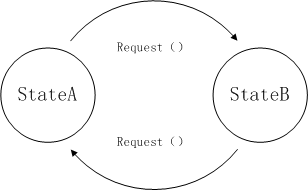 Request ()
StateA
StateB
Request ()